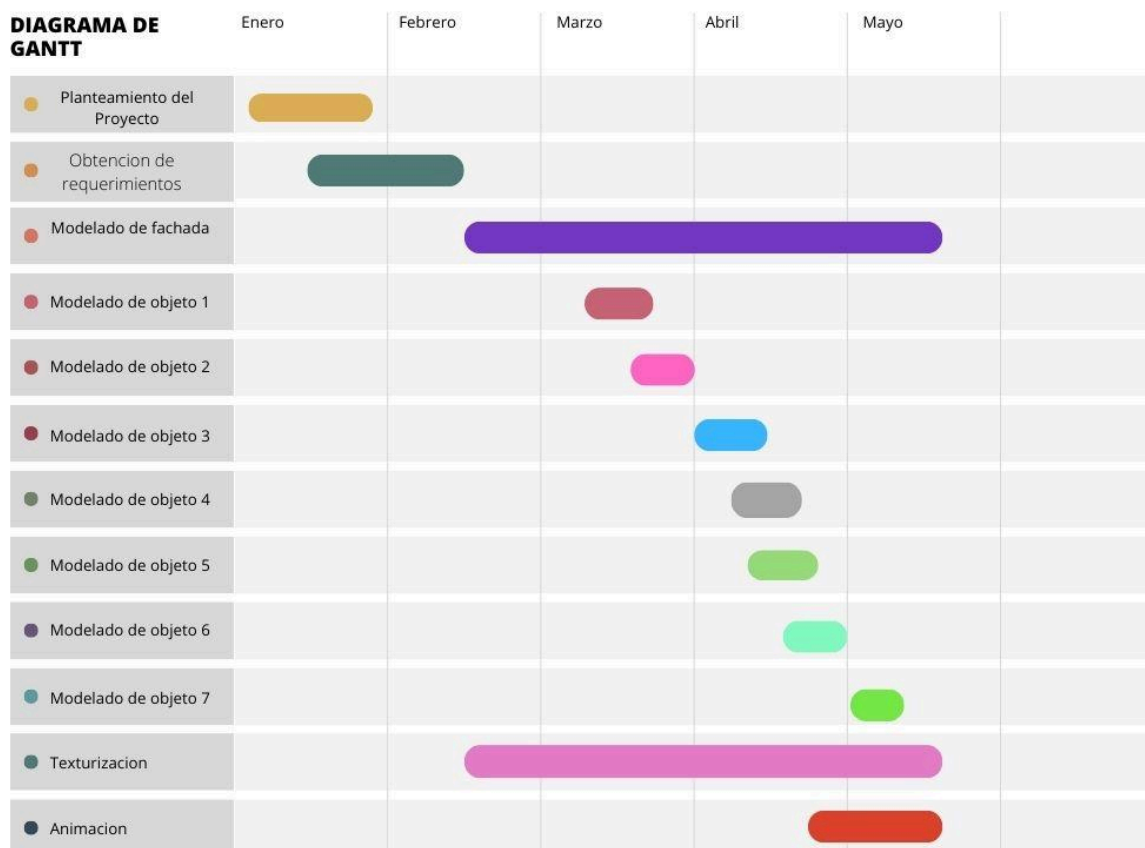 DIAGRAMA DE
GANTT
Enero
Febrero
Marzo
Abril
Mayo
Planteamiento del
Proyecto
Obtencion de
requerimientos
Modelado de fachada
Modelado de objeto 1
Modelado de objeto 2
Modelado de objeto 3
Modelado de objeto 4
Modelado de objeto 5
Modelado de objeto 6
Modelado de objeto 7
Texturizacion
Animacion